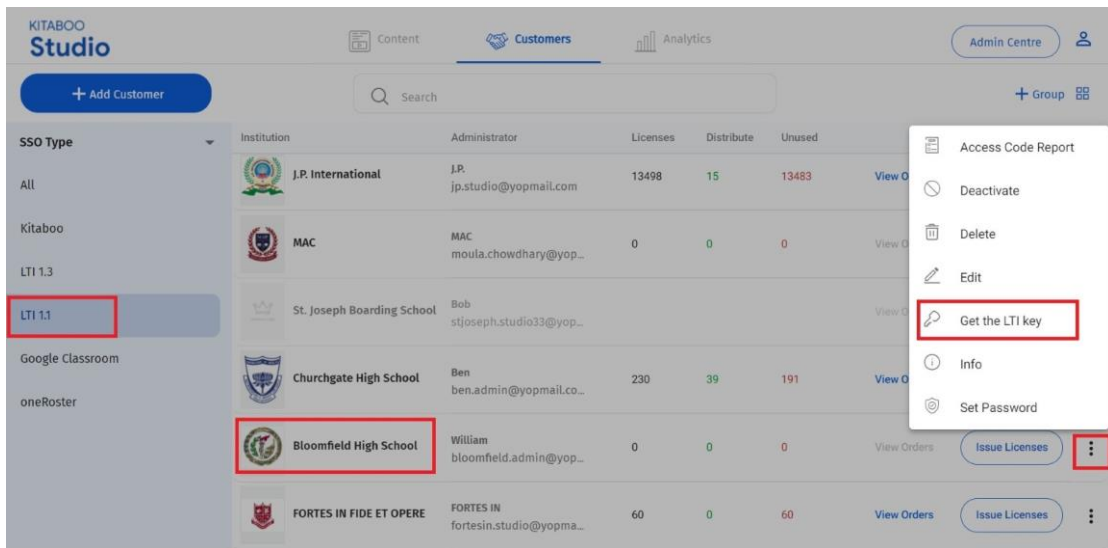 KITABOO
Studio
Content
Customers
Analytics
Admin Centre
+ Add Customer
Search
+ Group
SSO Type
All
Kitaboo
LTI 1.3
LTI 1.1
Google Classroom
oneRoster
Institution Administrator Licenses Distribute Unused
J.P. International J.P. 13498 15 13483 View O
jp.studio@yopmail.com
MAC MAC 0 0 0 View O
moula.chowdhary@yop...
St. Joseph Boarding School Bob View O
stjoseph.studio33@yop...
Churchgate High School Ben 230 39 191 View O
ben.admin@yopmail.co...
Bloomfield High School William 0 0 0 View Orders Issue Licenses
bloomfield.admin@yop...
FORTES IN FIDE ET OPERE FORTES IN 60 0 60 View Orders Issue Licenses
fortesin.studio@yopma...
Access Code Report
Deactivate
Delete
Edit
Get the LTI key
Info
Set Password